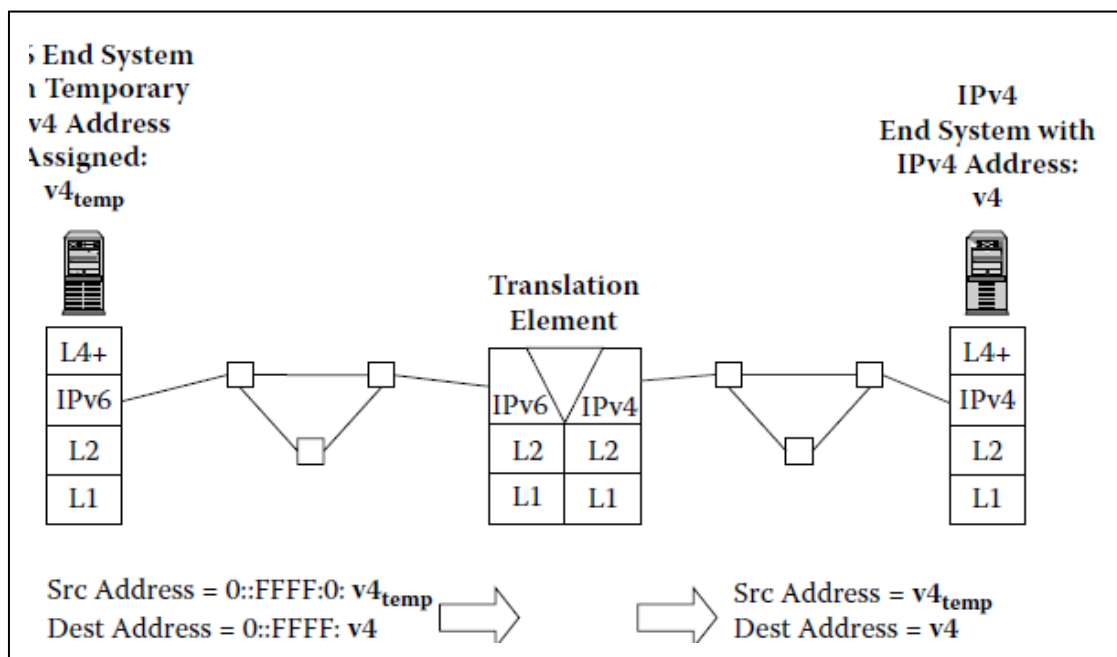 End System
Temporary
v4 Address
Assigned:
v4temp
IPv4
End System with
IPv4 Address:
v4
Translation
Element
L4+
IPv6
L2
L1
IPv6 IPv4
L2 L2
L1 L1
L4+
IPv4
L2
L1
Src Address = 0::FFFF:0: v4temp
Dest Address = 0::FFFF: v4
Src Address = v4temp
Dest Address = v4